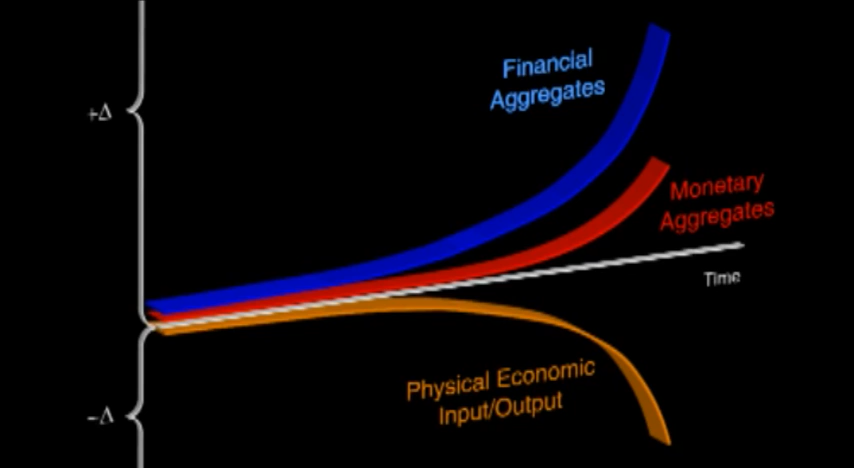 Financial
Aggregates
+Δ
Monetary
Aggregates
Time
Physical Economic
Input/Output
−Δ